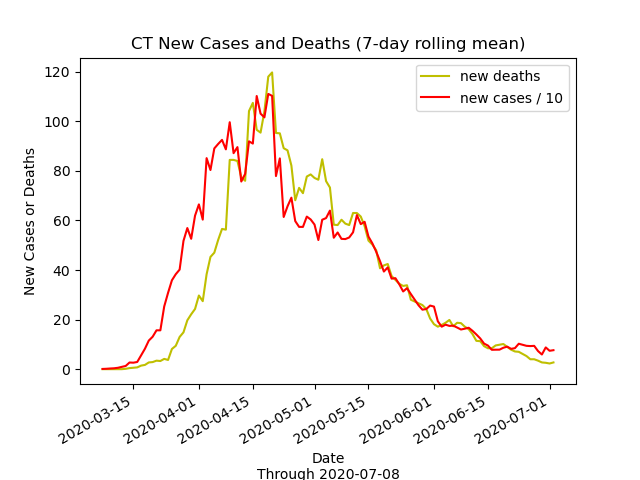 CT New Cases and Deaths (7-day rolling mean)
new deaths
new cases / 10
New Cases or Deaths
120
100
80
60
40
20
0
2020-03-15
2020-04-01
2020-04-15
2020-05-01
2020-05-15
2020-06-01
2020-06-15
2020-07-01
Date
Through 2020-07-08